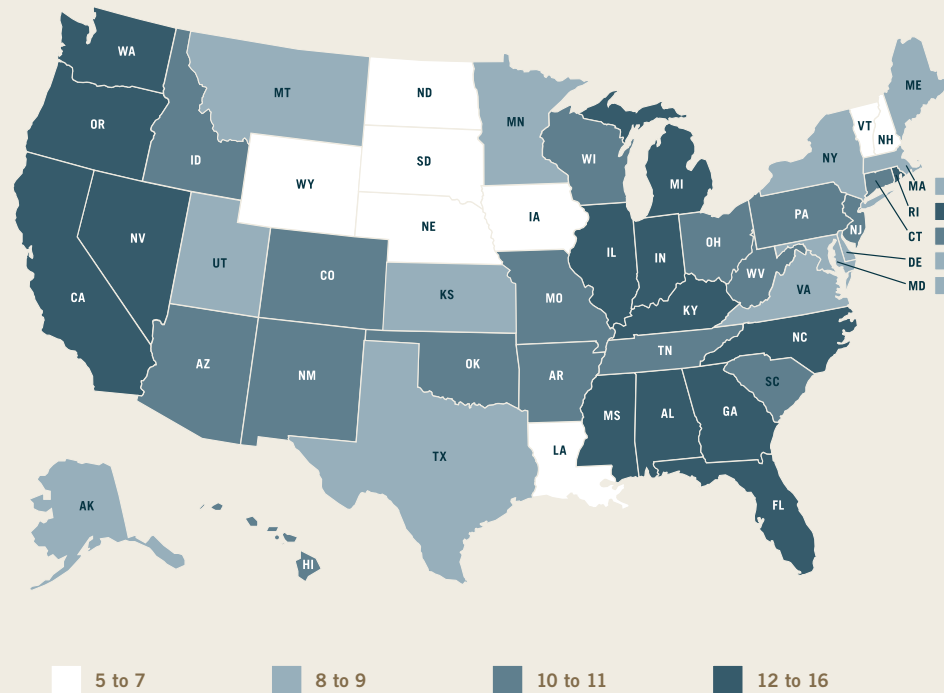 WA
MT
ND
ME
OR
MN
VT
NH
ID
SD
WI
NY
WY
MI
MA
RI
NV
NE
IA
PA
NJ
CT
UT
CO
IL
IN
OH
WV
DE
MD
CA
KS
MO
KY
VA
AZ
NM
OK
AR
TN
NC
SC
MS
AL
GA
TX
LA
AK
FL
HI
5 to 7
8 to 9
10 to 11
12 to 16